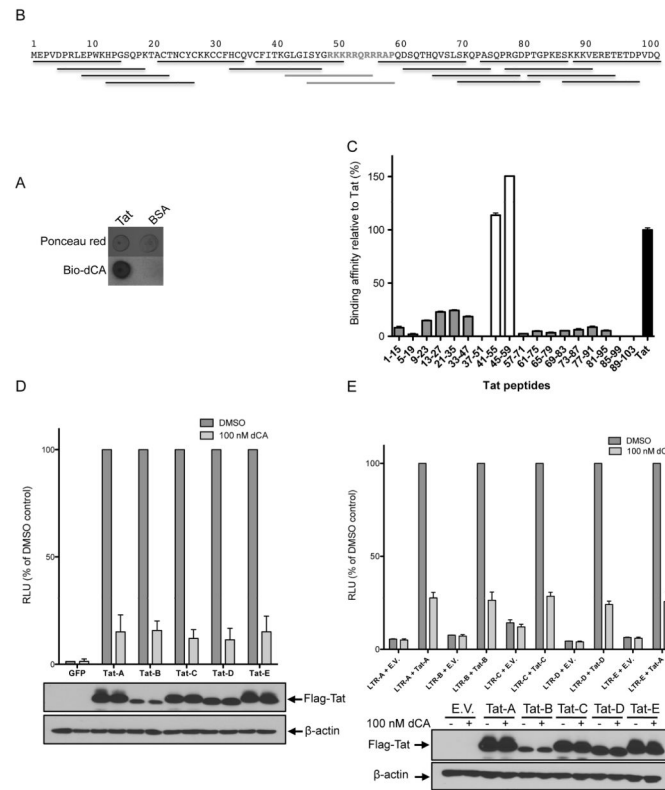 B
1 10 20 30 40 50 60 70 80 90 100
MEPVDPRLEPWKHPGSQPKTACTNCYCKKCCFHCQVCFITKGLGISYGRKKRRQRRRAPQDSQTHQVSLSKQPASQPRGDPTGPKESKKKVERETETDPVDQ
C
Binding affinity relative to Tat (%)
150
100
50
0
1-15 5-19 9-23 13-27 21-35 33-47 37-51 41-55 45-59 57-71 61-75 65-79 69-83 73-87 77-91 81-95 85-99 89-103 Tat
Tat peptides
A
Tat BSA
Ponceau red
Bio-dCA
D
DMSO
100 nM dCA
RLU (% of DMSO control)
100
50
0
GFP Tat-A Tat-B Tat-C Tat-D Tat-E
Flag-Tat
β-actin
E
DMSO
100 nM dC
RLU (% of DMSO control)
100
50
0
LTR-A + E.V. LTR-A + Tat-A LTR-B + E.V. LTR-B + Tat-B LTR-C + E.V. LTR-C + Tat-C LTR-D + E.V. LTR-D + Tat-D LTR-E + E.V. LTR-E + Tat-A
E.V. Tat-A Tat-B Tat-C Tat-D Tat-E
100 nM dCA - + - + - + - + - + - +
Flag-Tat
β-actin